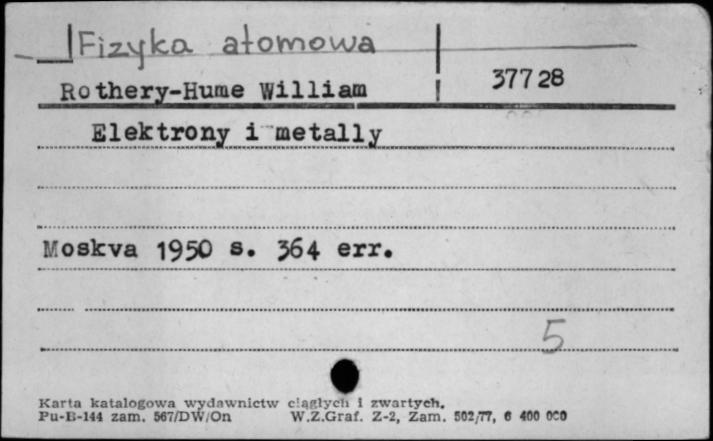 Fizyka atomowa
Rothery-Hume William 37728
Elektrony i metally
Moskva 1950 s. 364 err.
5
Karta katalogowa wydawnictw ciągłych i zwartych.
Pu-B-144 zam. 567/DW/On W.Z.Graf. Z-2, Zam. 502/77, 6 400 000